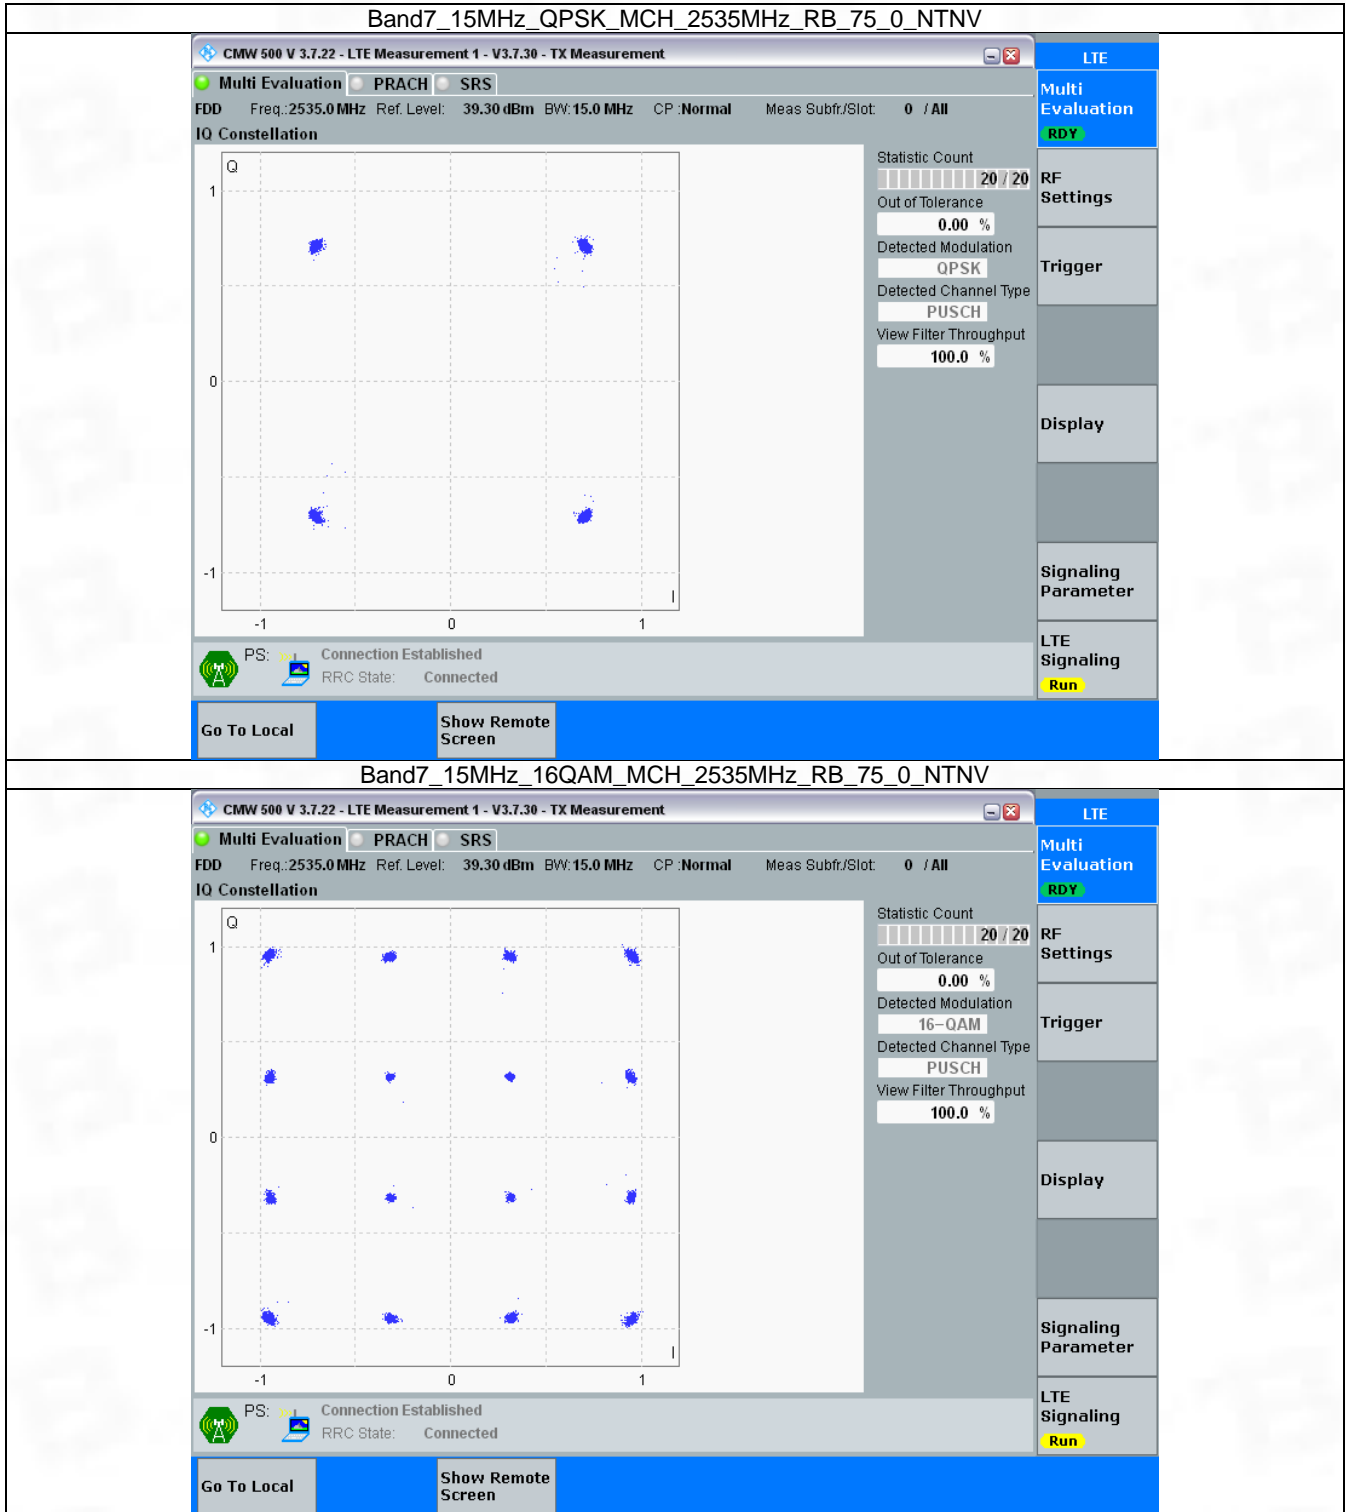 Band7_15MHz_QPSK_MCH_2535MHz_RB_75_0_NTNV
CMW 500 V 3.7.22 - LTE Measurement 1 - V3.7.30 - TX Measurement
LTE
Multi Evaluation PRACH SRS
Multi
Evaluation
RDY
FDD Freq.:2535.0 MHz Ref. Level: 39.30 dBm BW:15.0 MHz CP :Normal Meas Subfr./Slot: 0 / All
IQ Constellation
Q
1
0
-1
I
-1 0 1
Statistic Count
20 / 20
Out of Tolerance
0.00 %
Detected Modulation
QPSK
Detected Channel Type
PUSCH
View Filter Throughput
100.0 %
RF
Settings
Trigger
Display
Signaling
Parameter
LTE
Signaling
Run
PS: Connection Established
RRC State: Connected
Go To Local
Show Remote
Screen
Band7_15MHz_16QAM_MCH_2535MHz_RB_75_0_NTNV
CMW 500 V 3.7.22 - LTE Measurement 1 - V3.7.30 - TX Measurement
LTE
Multi Evaluation PRACH SRS
Multi
Evaluation
RDY
FDD Freq.:2535.0 MHz Ref. Level: 39.30 dBm BW:15.0 MHz CP :Normal Meas Subfr./Slot: 0 / All
IQ Constellation
Q
1
0
-1
I
-1 0 1
Statistic Count
20 / 20
Out of Tolerance
0.00 %
Detected Modulation
16-QAM
Detected Channel Type
PUSCH
View Filter Throughput
100.0 %
RF
Settings
Trigger
Display
Signaling
Parameter
LTE
Signaling
Run
PS: Connection Established
RRC State: Connected
Go To Local
Show Remote
Screen